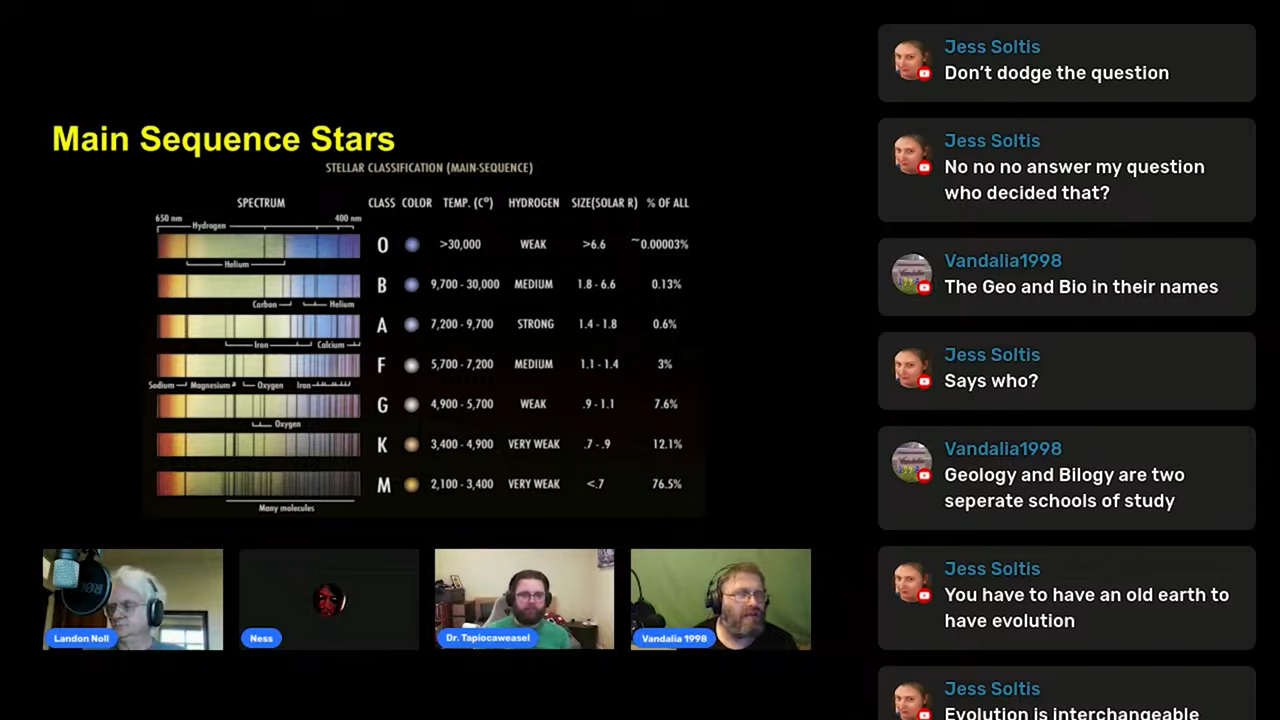 Main Sequence Stars
STELLAR CLASSIFICATION (MAIN-SEQUENCE)
SPECTRUM CLASS COLOR TEMP. (C°) HYDROGEN SIZE(SOLAR R) % OF ALL
650 nm 400 nm
Hydrogen
O >30,000 WEAK >6.6 ~0.00003%
Helium
B 9,700 - 30,000 MEDIUM 1.8 - 6.6 0.13%
Carbon Helium
A 7,200 - 9,700 STRONG 1.4 - 1.8 0.6%
Iron Calcium
F 5,700 - 7,200 MEDIUM 1.1 - 1.4 3%
Sodium Magnesium Oxygen Iron
G 4,900 - 5,700 WEAK .9 - 1.1 7.6%
Oxygen
K 3,400 - 4,900 VERY WEAK .7 - .9 12.1%
M 2,100 - 3,400 VERY WEAK <.7 76.5%
Many molecules
Landon Noll
Ness
Dr. Tapiocaweasel
Vandalia 1998
Jess Soltis
Don't dodge the question
Jess Soltis
No no no answer my question
who decided that?
Vandalia1998
The Geo and Bio in their names
Jess Soltis
Says who?
Vandalia1998
Geology and Bilogy are two
seperate schools of study
Jess Soltis
You have to have an old earth to
have evolution
Jess Soltis
Evolution is interchangeable